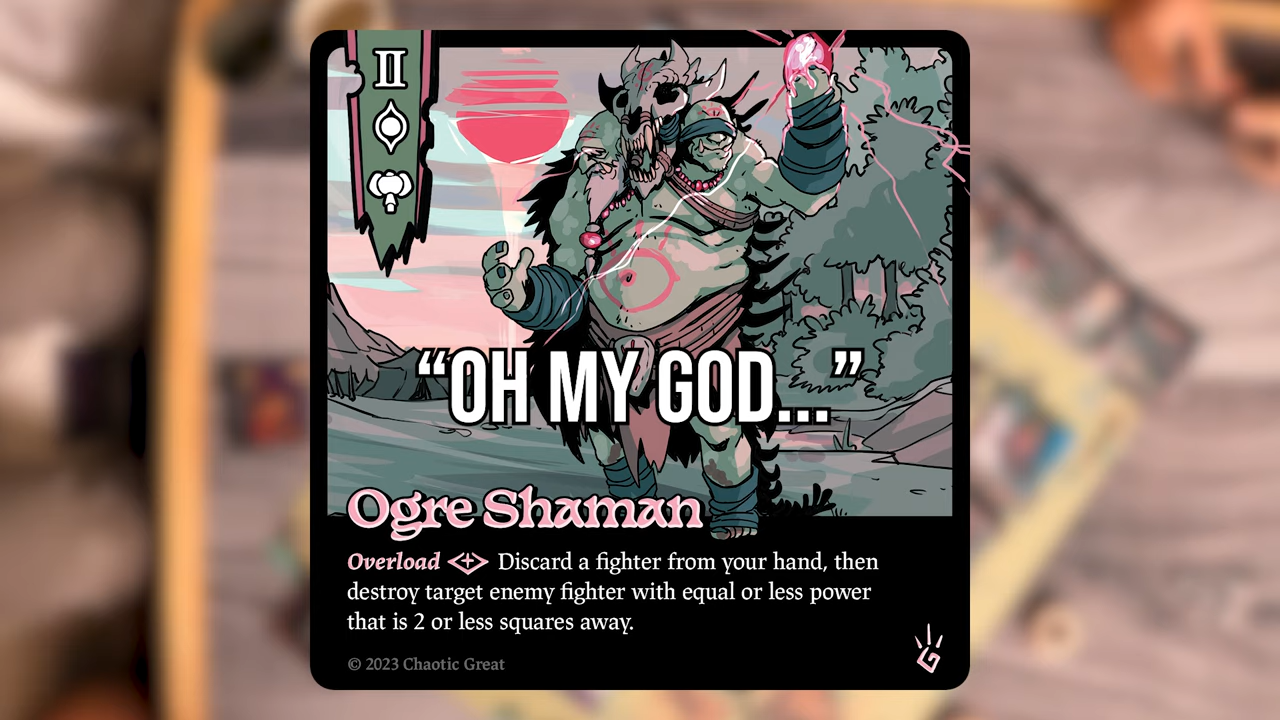 II
“OH MY GOD...”
Ogre Shaman
Overload Discard a fighter from your hand, then
destroy target enemy fighter with equal or less power
that is 2 or less squares away.
© 2023 Chaotic Great